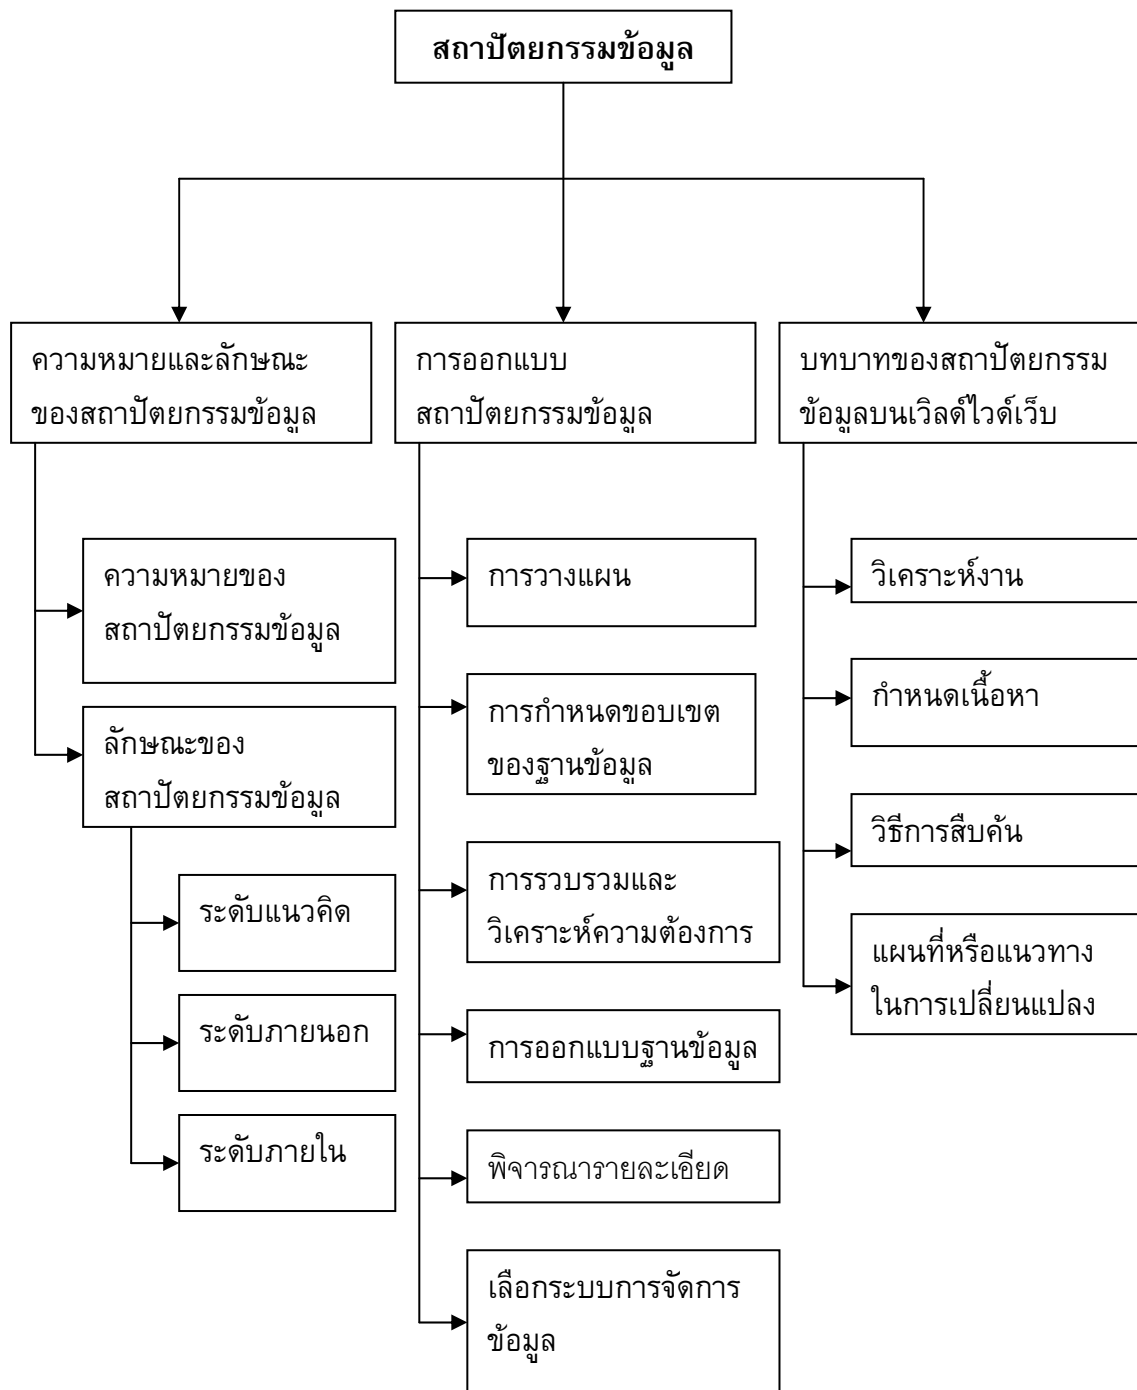 สถาปัตยกรรมข้อมูล
ความหมายและลักษณะ
ของสถาปัตยกรรมข้อมูล
ความหมายของ
สถาปัตยกรรมข้อมูล
ลักษณะของ
สถาปัตยกรรมข้อมูล
ระดับแนวคิด
ระดับภายนอก
ระดับภายใน
การออกแบบ
สถาปัตยกรรมข้อมูล
การวางแผน
การกำหนดขอบเขต
ของฐานข้อมูล
การรวบรวมและ
วิเคราะห์ความต้องการ
การออกแบบฐานข้อมูล
พิจารณารายละเอียด
เลือกระบบการจัดการ
ข้อมูล
บทบาทของสถาปัตยกรรม
ข้อมูลบนเวิลด์ไวด์เว็บ
วิเคราะห์งาน
กำหนดเนื้อหา
วิธีการสืบค้น
แผนที่หรือแนวทาง
ในการเปลี่ยนแปลง